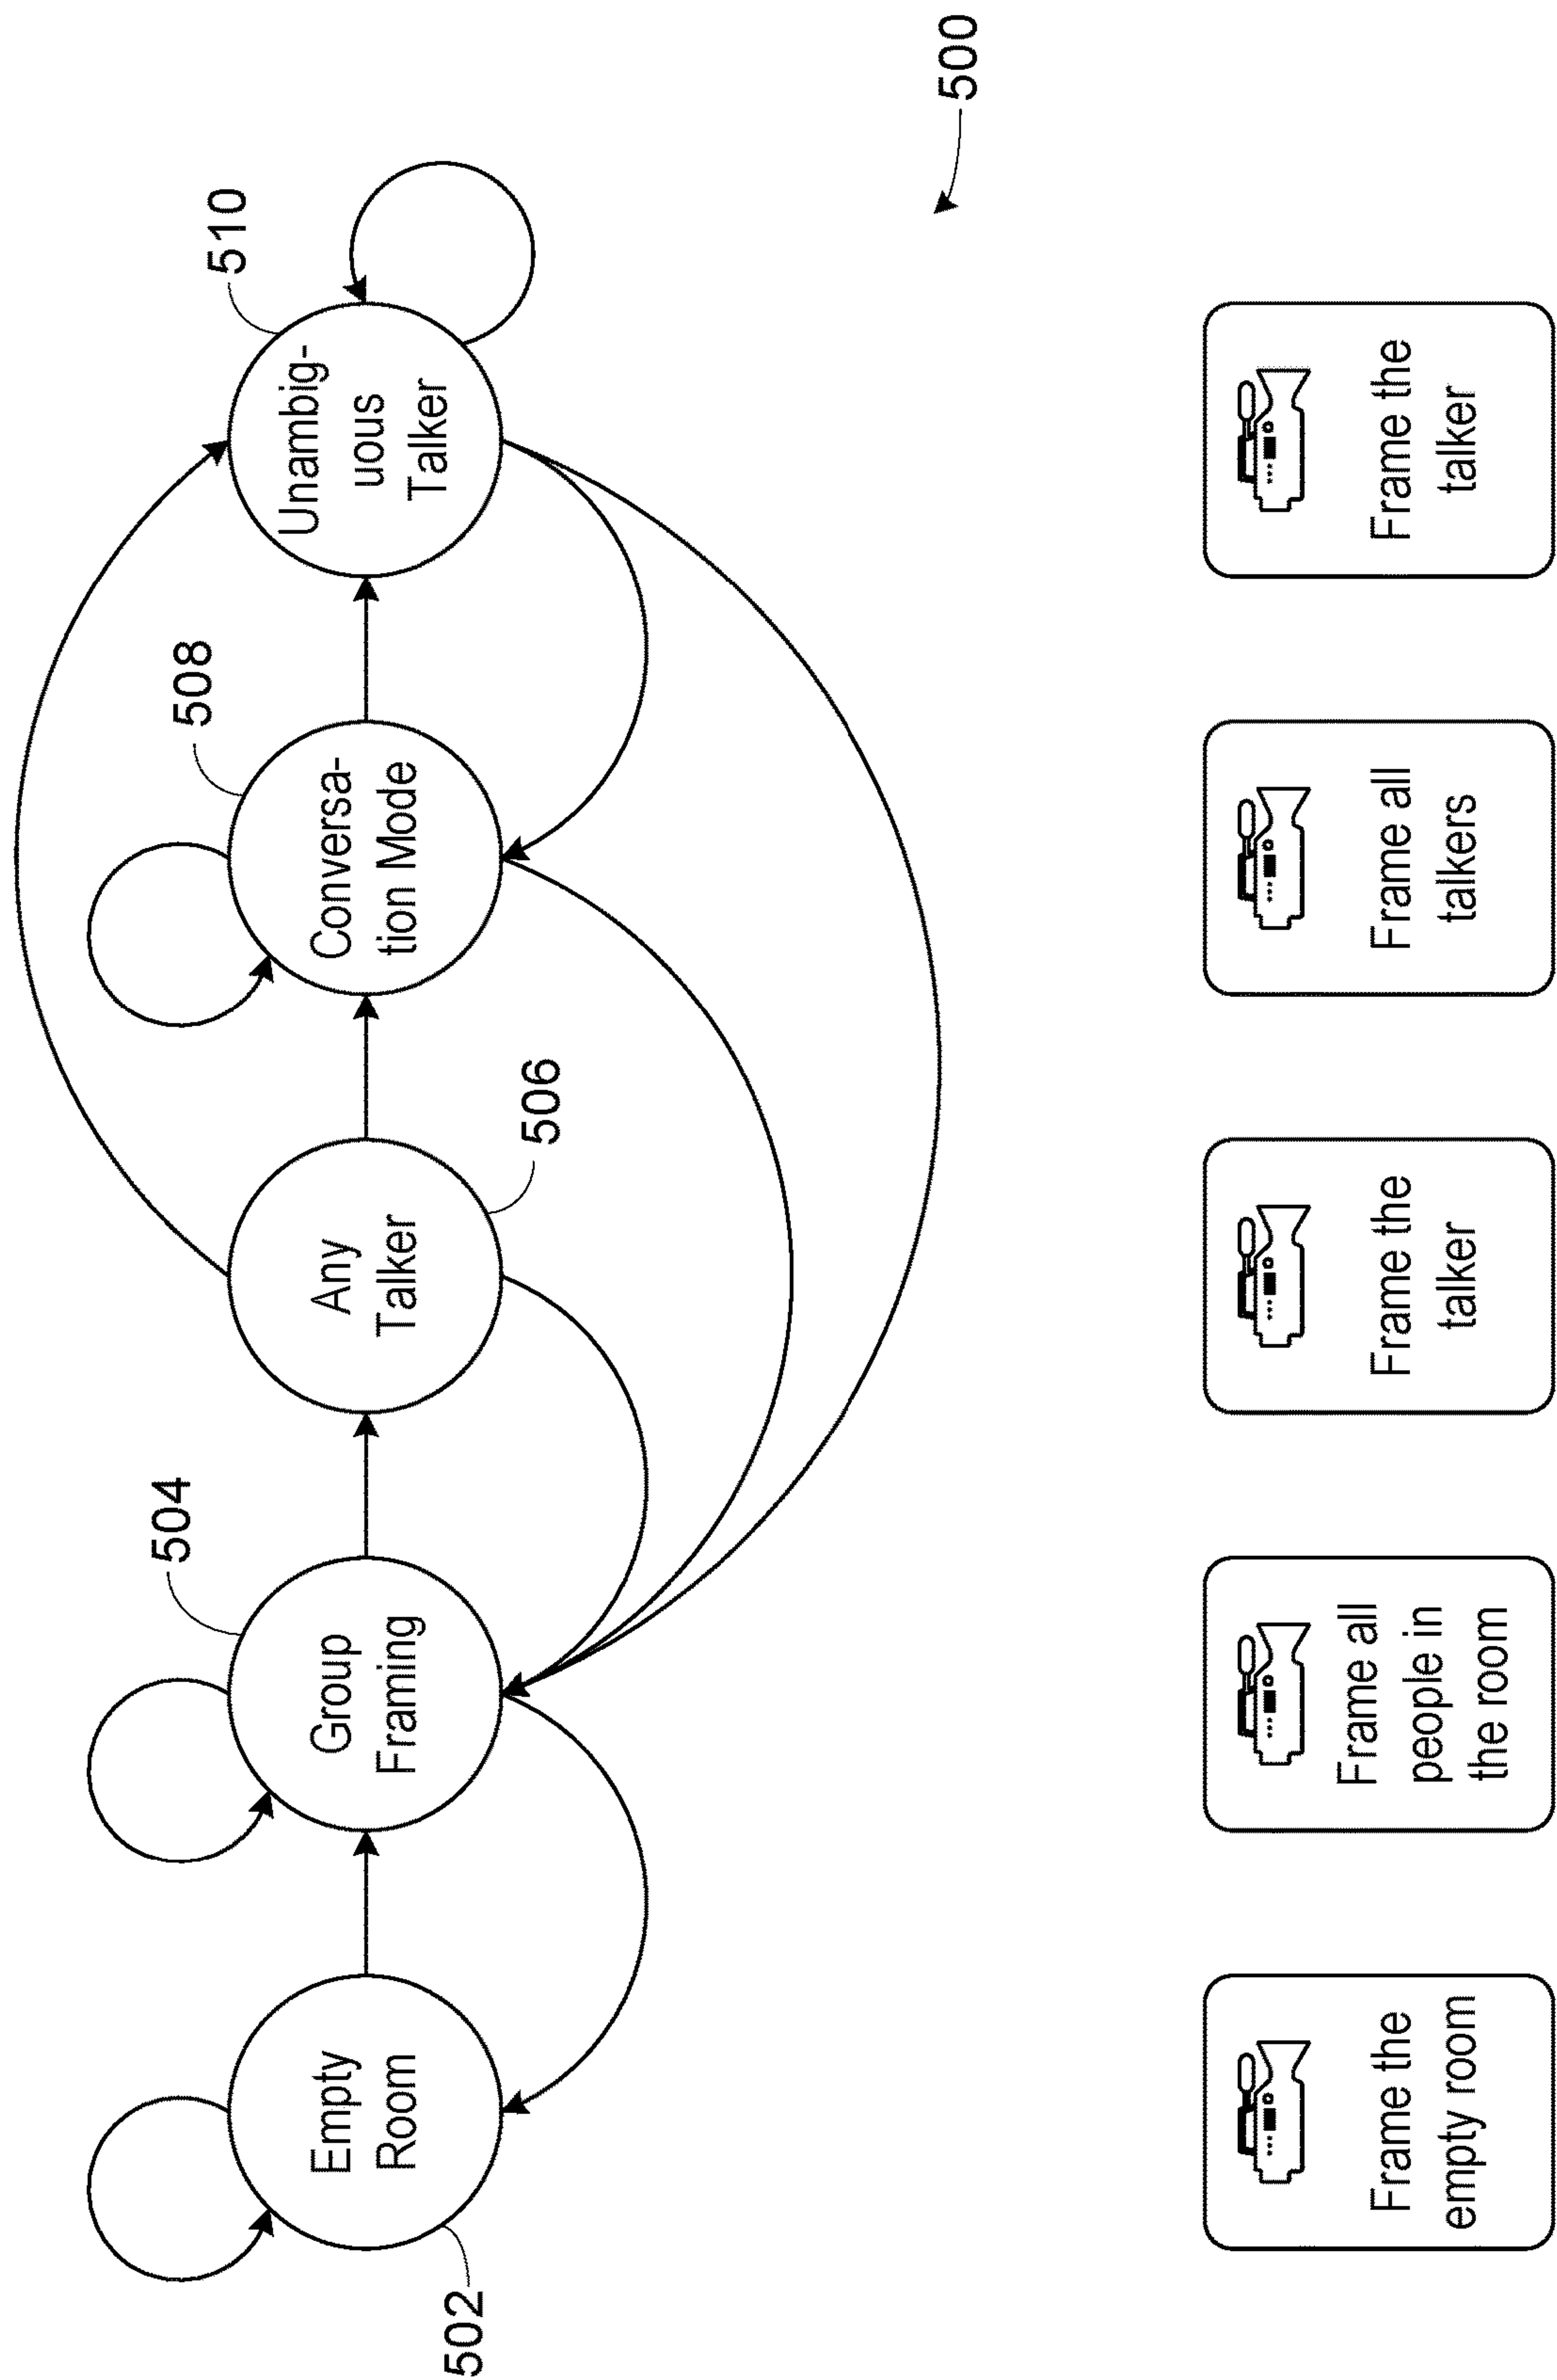 500
502
Empty
Room
504
Group
Framing
506
Any
Talker
508
Conversa-
tion Mode
510
Unambig-
uous
Talker
Frame the
empty room
Frame all
people in
the room
Frame the
talker
Frame all
talkers
Frame the
talker